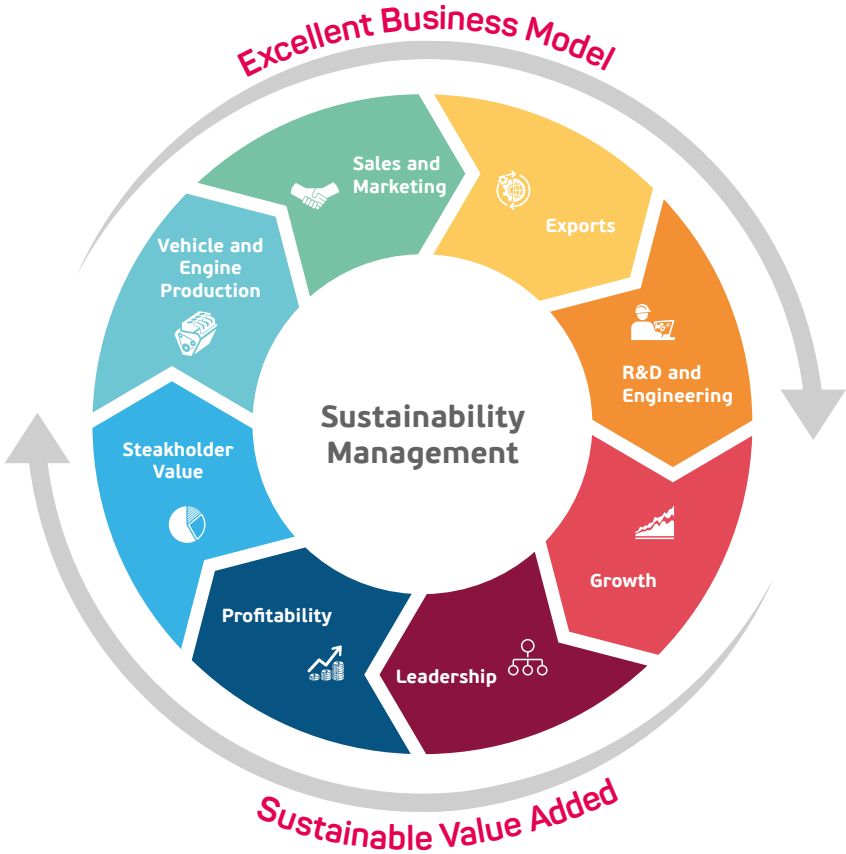 Excellent Business Model
Sales and
Marketing
Exports
Vehicle and
Engine
Production
R&D and
Engineering
Sustainability
Management
Steakholder
Value
Growth
Profitability
Leadership
Sustainable Value Added